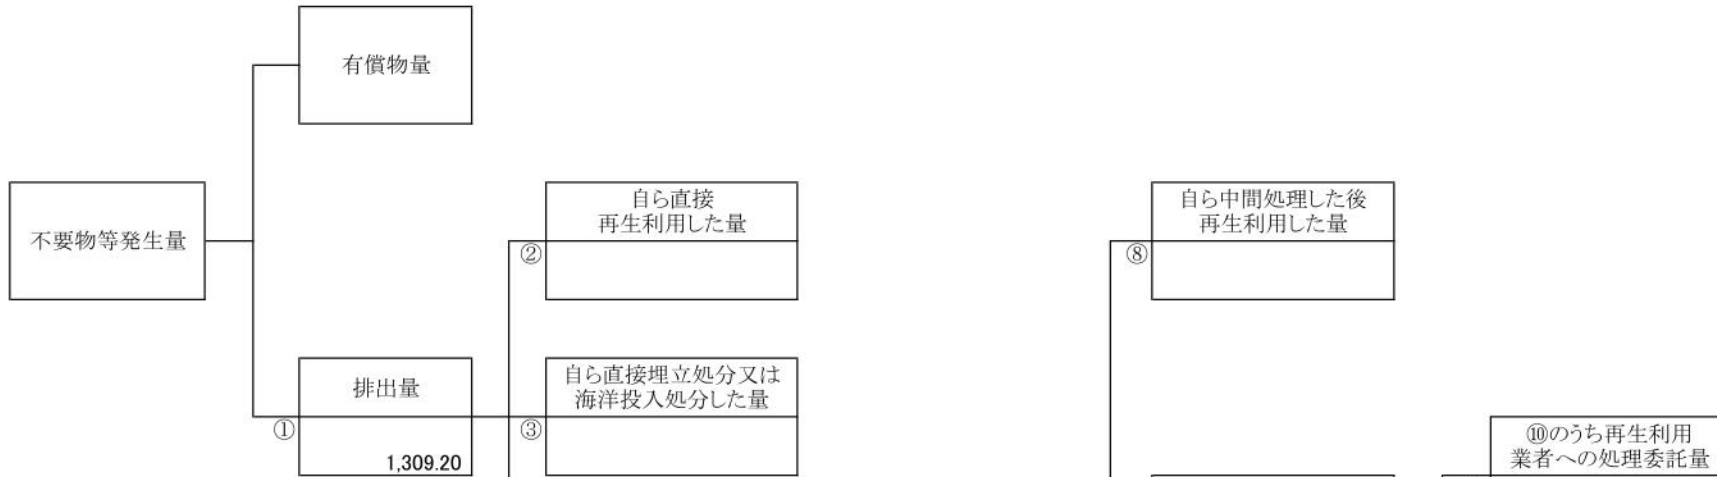 有償物量
不要物等発生量
自ら直接
再生利用した量
②
自ら中間処理した後
再生利用した量
⑧
排出量
①
1,309.20
自ら直接埋立処分又は
海洋投入処分した量
③
⑩のうち再生利用
業者への処理委託量